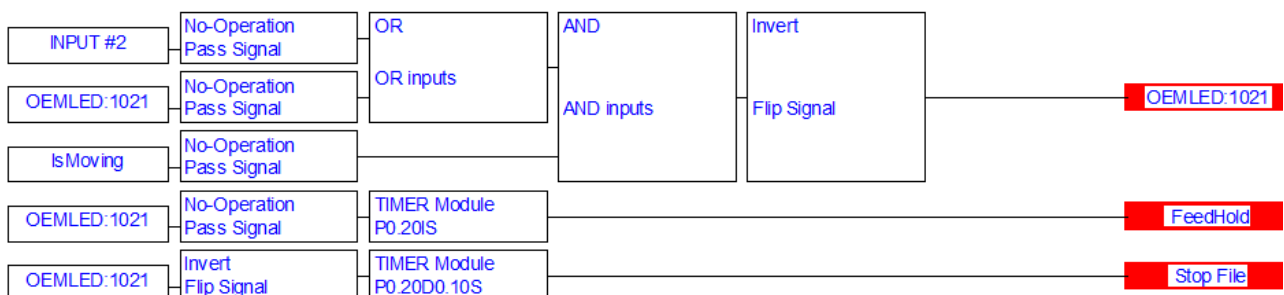 INPUT #2
No-Operation
Pass Signal
OR
OR inputs
AND
AND inputs
Invert
Flip Signal
OEMLED:1021
OEMLED:1021
No-Operation
Pass Signal
IsMoving
No-Operation
Pass Signal
OEMLED:1021
No-Operation
Pass Signal
TIMER Module
P0.20IS
FeedHold
OEMLED:1021
Invert
Flip Signal
TIMER Module
P0.20D0.10S
Stop File